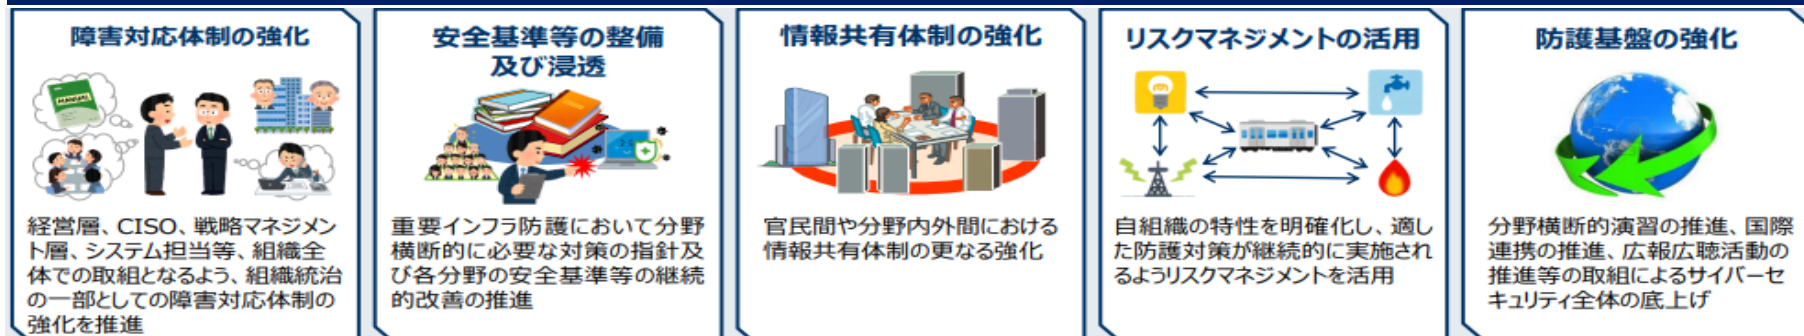 障害対応体制の強化
MANUAL
経営層、CISO、戦略マネジメン
ト層、システム担当等、組織全
体での取組となるよう、組織統治
の一部としての障害対応体制の
強化を推進
安全基準等の整備
及び浸透
重要インフラ防護において分野
横断的に必要な対策の指針及
び各分野の安全基準等の継続
的改善の推進
情報共有体制の強化
官民間や分野内外間における
情報共有体制の更なる強化
リスクマネジメントの活用
自組織の特性を明確化し、適し
た防護対策が継続的に実施され
るようリスクマネジメントを活用
防護基盤の強化
分野横断的演習の推進、国際
連携の推進、広報広聴活動の
推進等の取組によるサイバーセ
キュリティ全体の底上げ